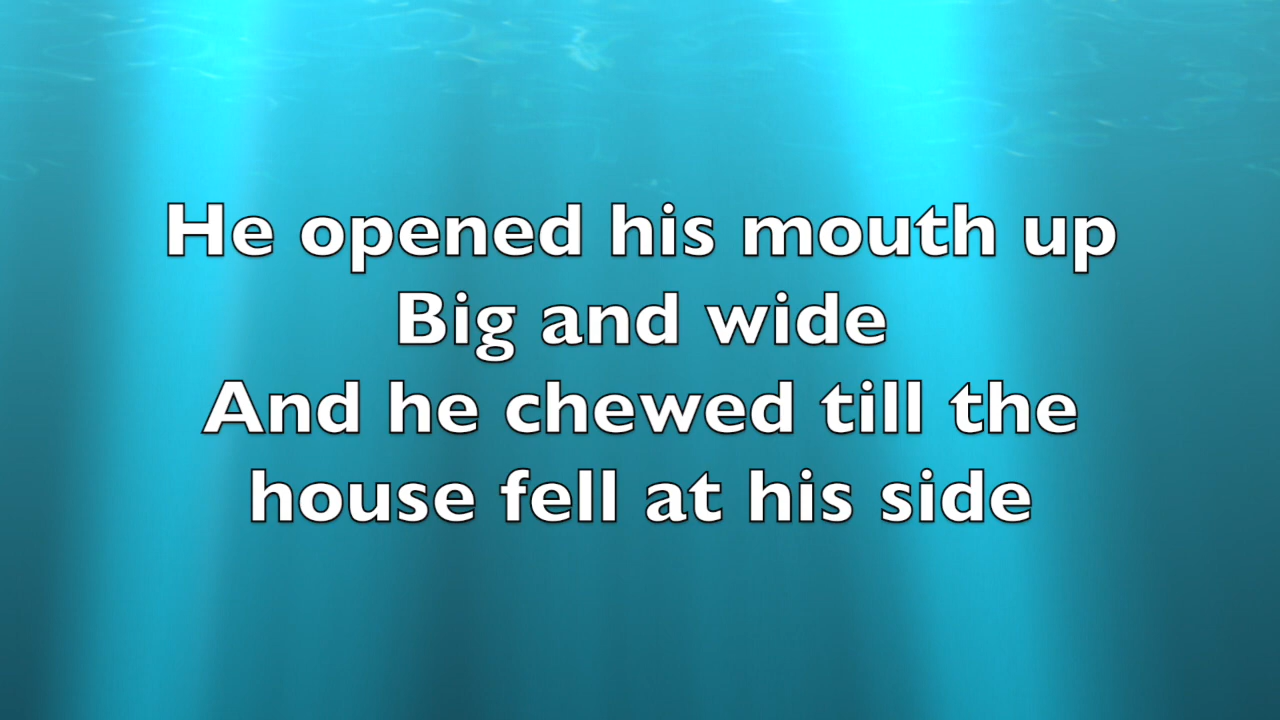 He opened his mouth up
Big and wide
And he chewed till the
house fell at his side